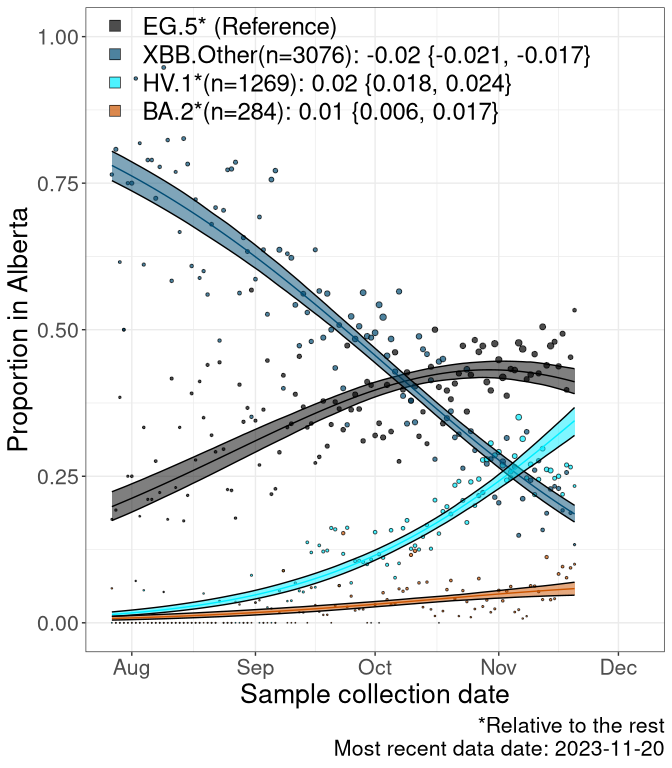 EG.5* (Reference)
XBB.Other(n=3076): -0.02 {-0.021, -0.017}
HV.1*(n=1269): 0.02 {0.018, 0.024}
BA.2*(n=284): 0.01 {0.006, 0.017}
1.00
0.75
0.50
0.25
0.00
Proportion in Alberta
Aug Sep Oct Nov Dec
Sample collection date
*Relative to the rest
Most recent data date: 2023-11-20